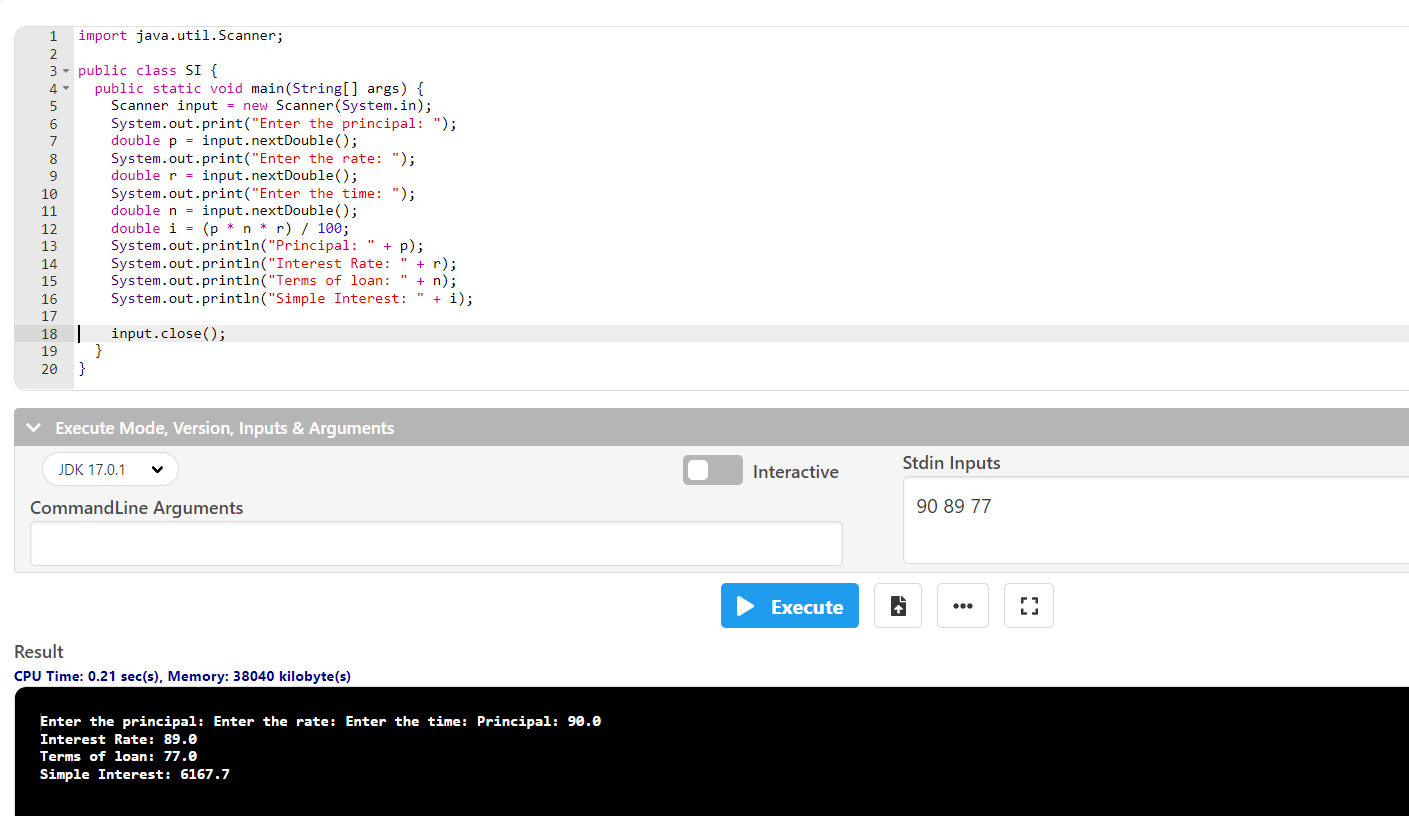 1 import java.util.Scanner;
2
3 public class SI {
4   public static void main(String[] args) {
5     Scanner input = new Scanner(System.in);
6     System.out.print("Enter the principal: ");
7     double p = input.nextDouble();
8     System.out.print("Enter the rate: ");
9     double r = input.nextDouble();
10     System.out.print("Enter the time: ");
11     double n = input.nextDouble();
12     double i = (p * n * r) / 100;
13     System.out.println("Principal: " + p);
14     System.out.println("Interest Rate: " + r);
15     System.out.println("Terms of loan: " + n);
16     System.out.println("Simple Interest: " + i);
17
18     input.close();
19   }
20 }
Execute Mode, Version, Inputs & Arguments
JDK 17.0.1
Interactive
Stdin Inputs
CommandLine Arguments
90 89 77
Execute
Result
CPU Time: 0.21 sec(s), Memory: 38040 kilobyte(s)
Enter the principal: Enter the rate: Enter the time: Principal: 90.0
Interest Rate: 89.0
Terms of loan: 77.0
Simple Interest: 6167.7